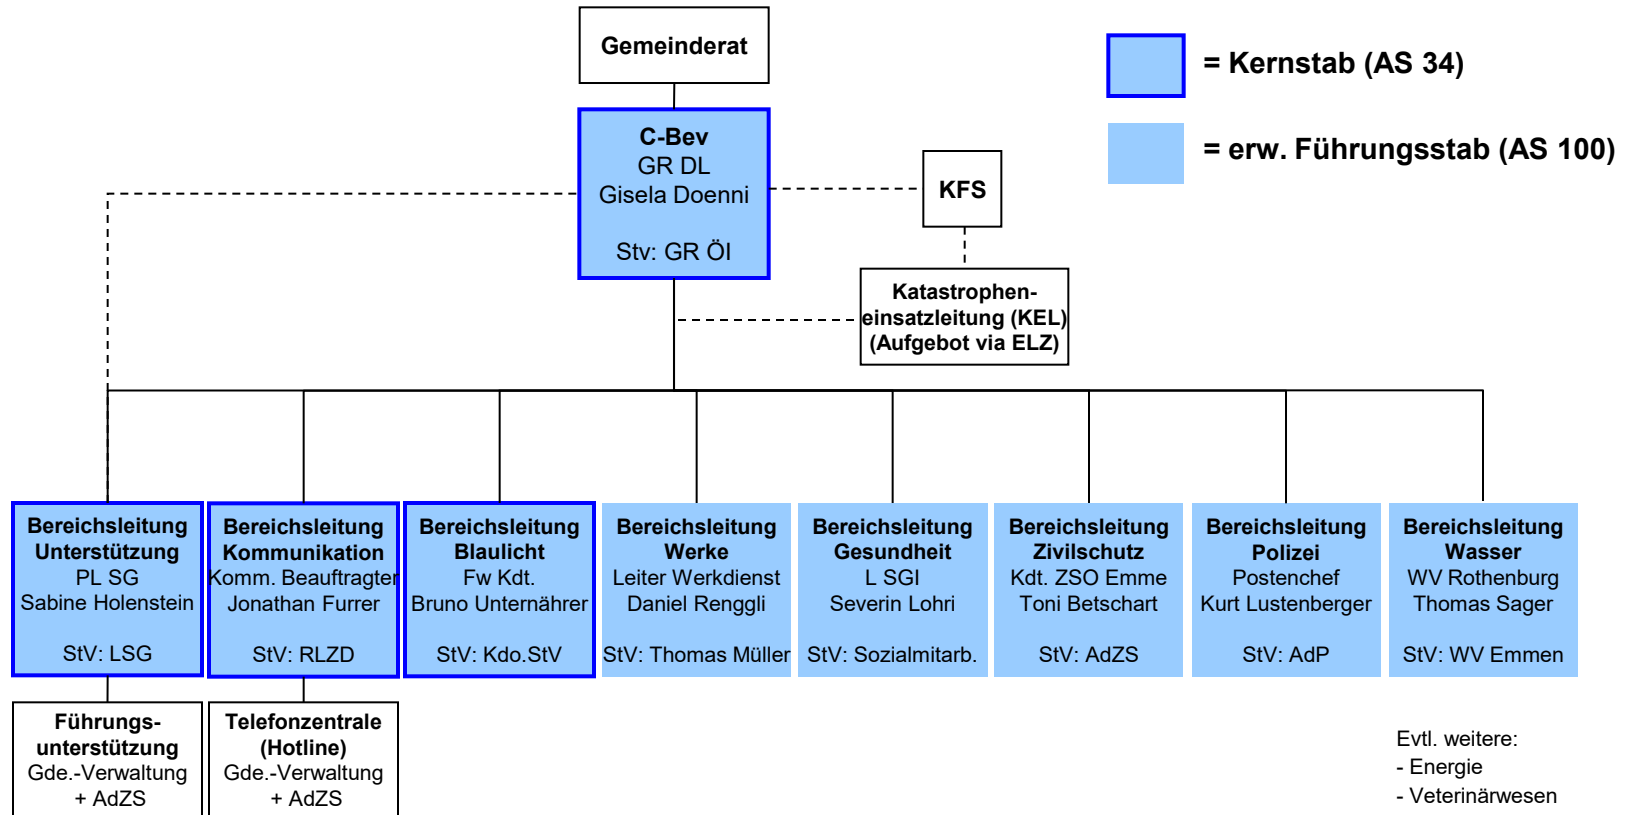 Gemeinderat
= Kernstab (AS 34)
= erw. Führungsstab (AS 100)
C-Bev
GR DL
Gisela Doenni
Stv: GR ÖI
KFS
Katastrophen-
einsatzleitung (KEL)
(Aufgebot via ELZ)
Bereichsleitung
Unterstützung
PL SG
Sabine Holenstein
StV: LSG
Bereichsleitung
Kommunikation
Komm. Beauftragter
Jonathan Furrer
StV: RLZD
Bereichsleitung
Blaulicht
Fw Kdt.
Bruno Unternährer
StV: Kdo.StV
Bereichsleitung
Werke
Leiter Werkdienst
Daniel Renggli
StV: Thomas Müller
Bereichsleitung
Gesundheit
L SGI
Severin Lohri
StV: Sozialmitarb.
Bereichsleitung
Zivilschutz
Kdt. ZSO Emme
Toni Betschart
StV: AdZS
Bereichsleitung
Polizei
Postenchef
Kurt Lustenberger
StV: AdP
Bereichsleitung
Wasser
WV Rothenburg
Thomas Sager
StV: WV Emmen
Führungs-
unterstützung
Gde.-Verwaltung
+ AdZS
Telefonzentrale
(Hotline)
Gde.-Verwaltung
+ AdZS
Evtl. weitere:
- Energie
- Veterinärwesen